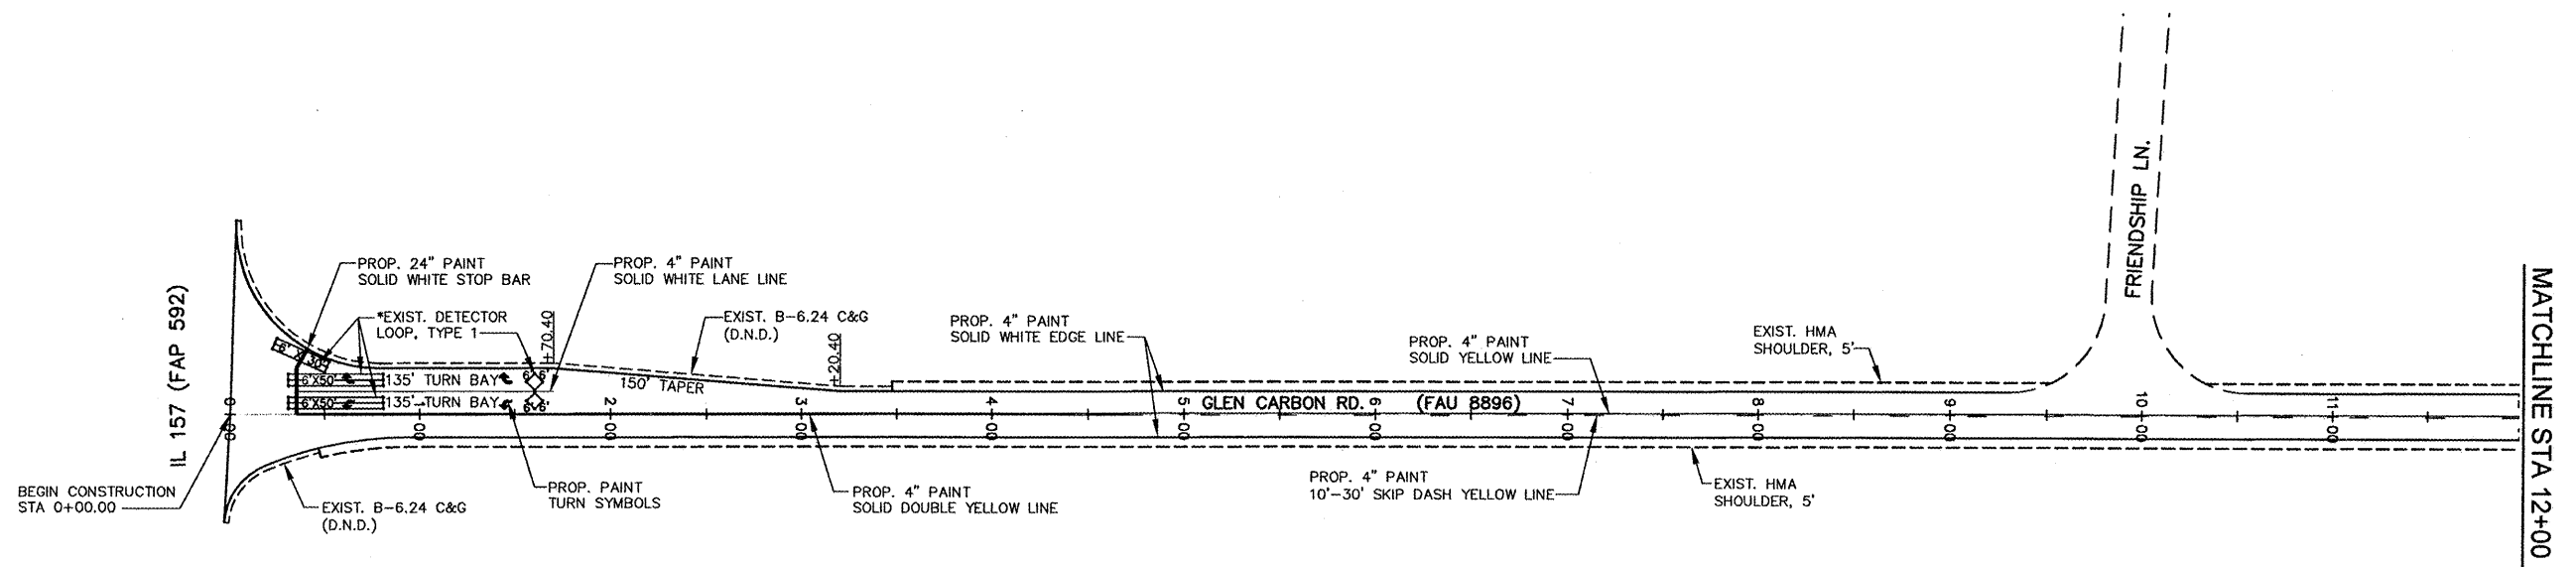 IL 157 (FAP 592)
BEGIN CONSTRUCTION
STA 0+00.00
PROP. 24" PAINT
SOLID WHITE STOP BAR
*EXIST. DETECTOR
LOOP, TYPE 1
PROP. 4" PAINT
SOLID WHITE LANE LINE
+70.40
EXIST. B-6.24 C&G
(D.N.D.)
+20.40
6' X 30'
6'X50'
135' TURN BAY
6'X50'
135' TURN BAY
6' 6'
6' 6'
150' TAPER
PROP. 4" PAINT
SOLID WHITE EDGE LINE
GLEN CARBON RD. (FAU 8896)
PROP. 4" PAINT
SOLID YELLOW LINE
EXIST. HMA
SHOULDER, 5'
FRIENDSHIP LN.
MATCHLINE STA 12+00
0+00
00
2+00
3+00
4+00
5+00
6+00
7+00
8+00
9+00
10+00
11+00
EXIST. B-6.24 C&G
(D.N.D.)
PROP. PAINT
TURN SYMBOLS
PROP. 4" PAINT
SOLID DOUBLE YELLOW LINE
PROP. 4" PAINT
10'-30' SKIP DASH YELLOW LINE
EXIST. HMA
SHOULDER, 5'